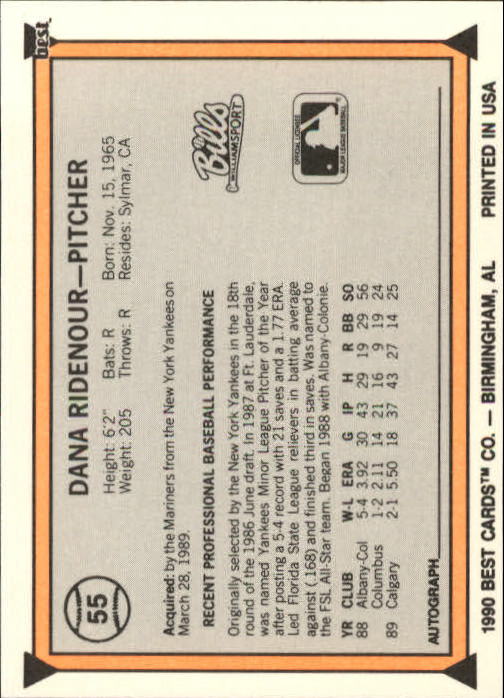 best
55
DANA RIDENOUR—PITCHER
Height: 6'2" Bats: R Born: Nov. 15, 1965
Weight: 205 Throws: R Resides: Sylmar, CA
Acquired: by the Mariners from the New York Yankees on
March 28, 1989.
RECENT PROFESSIONAL BASEBALL PERFORMANCE
Originally selected by the New York Yankees in the 18th
round of the 1986 June draft. In 1987 at Ft. Lauderdale,
was named Yankees Minor League Pitcher of the Year
after posting a 5-4 record with 21 saves and a 1.77 ERA.
Led Florida State League relievers in batting average
against (.168) and finished third in saves. Was named to
the FSL All-Star team. Began 1988 with Albany-Colonie.
YR CLUB W-L ERA G IP H R BB SO
88 Albany-Col 5-4 3.92 30 43 29 19 29 56
Columbus 1-2 2.11 14 21 16 9 19 24
89 Calgary 2-1 5.50 18 37 43 27 14 25
Bills
WILLIAMSPORT
OFFICIAL LICENSEE
MAJOR LEAGUE BASEBALL
AUTOGRAPH
1990 BEST CARDS™ CO. — BIRMINGHAM, AL PRINTED IN USA